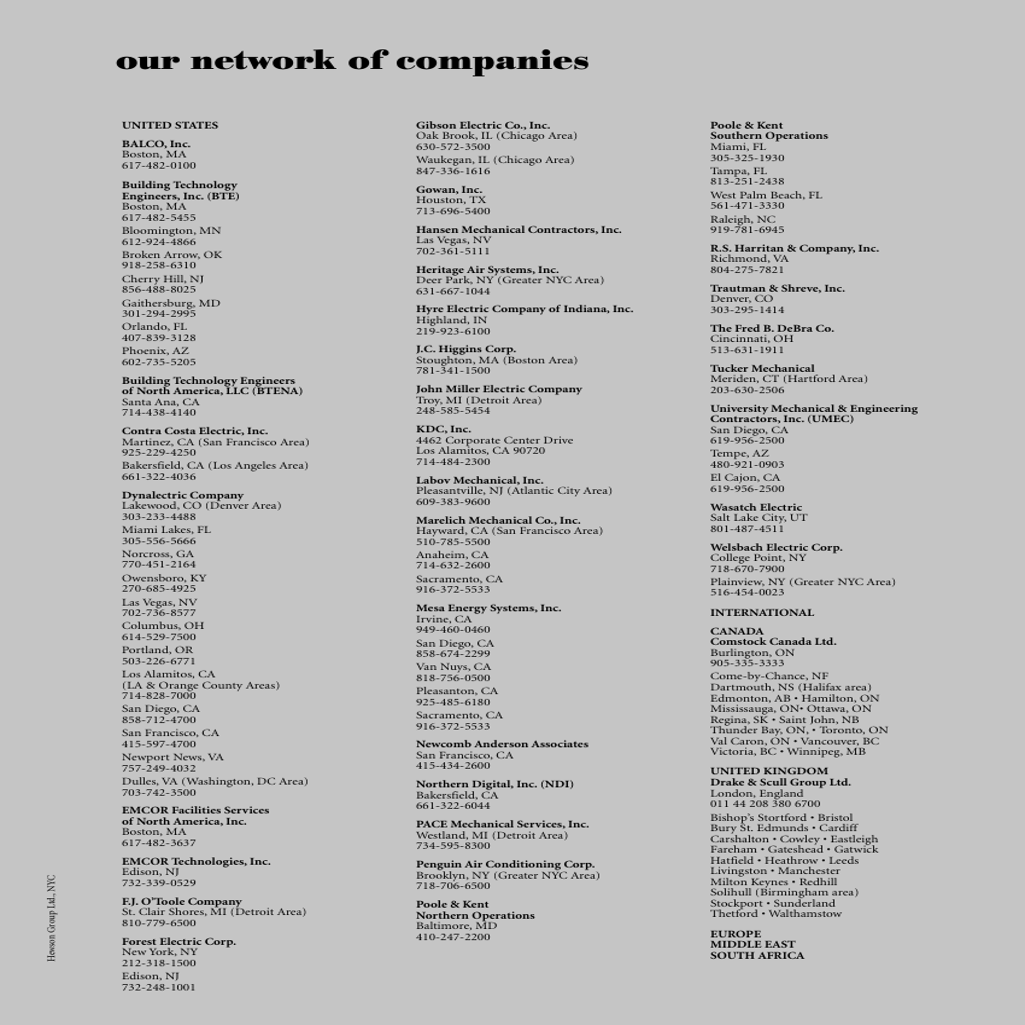 our network of companies
UNITED STATES
BALCO, Inc.
Boston, MA
617-482-0100
Building Technology
Engineers, Inc. (BTE)
Boston, MA
617-482-5455
Bloomington, MN
612-924-4866
Broken Arrow, OK
918-258-6310
Cherry Hill, NJ
856-488-8025
Gaithersburg, MD
301-294-2995
Orlando, FL
407-839-3128
Phoenix, AZ
602-735-5205
Building Technology Engineers
of North America, LLC (BTENA)
Santa Ana, CA
714-438-4140
Contra Costa Electric, Inc.
Martinez, CA (San Francisco Area)
925-229-4250
Bakersfield, CA (Los Angeles Area)
661-322-4036
Dynalectric Company
Lakewood, CO (Denver Area)
303-233-4488
Miami Lakes, FL
305-556-5666
Norcross, GA
770-451-2164
Owensboro, KY
270-685-4925
Las Vegas, NV
702-736-8577
Columbus, OH
614-529-7500
Portland, OR
503-226-6771
Los Alamitos, CA
(LA & Orange County Areas)
714-828-7000
San Diego, CA
858-712-4700
San Francisco, CA
415-597-4700
Newport News, VA
757-249-4032
Dulles, VA (Washington, DC Area)
703-742-3500
EMCOR Facilities Services
of North America, Inc.
Boston, MA
617-482-3637
EMCOR Technologies, Inc.
Edison, NJ
732-339-0529
F.J. O'Toole Company
St. Clair Shores, MI (Detroit Area)
810-779-6500
Forest Electric Corp.
New York, NY
212-318-1500
Edison, NJ
732-248-1001
Gibson Electric Co., Inc.
Oak Brook, IL (Chicago Area)
630-572-3500
Waukegan, IL (Chicago Area)
847-336-1616
Gowan, Inc.
Houston, TX
713-696-5400
Hansen Mechanical Contractors, Inc.
Las Vegas, NV
702-361-5111
Heritage Air Systems, Inc.
Deer Park, NY (Greater NYC Area)
631-667-1044
Hyre Electric Company of Indiana, Inc.
Highland, IN
219-923-6100
J.C. Higgins Corp.
Stoughton, MA (Boston Area)
781-341-1500
John Miller Electric Company
Troy, MI (Detroit Area)
248-585-5454
KDC, Inc.
4462 Corporate Center Drive
Los Alamitos, CA 90720
714-484-2300
Labov Mechanical, Inc.
Pleasantville, NJ (Atlantic City Area)
609-383-9600
Marelich Mechanical Co., Inc.
Hayward, CA (San Francisco Area)
510-785-5500
Anaheim, CA
714-632-2600
Sacramento, CA
916-372-5533
Mesa Energy Systems, Inc.
Irvine, CA
949-460-0460
San Diego, CA
858-674-2299
Van Nuys, CA
818-756-0500
Pleasanton, CA
925-485-6180
Sacramento, CA
916-372-5533
Newcomb Anderson Associates
San Francisco, CA
415-434-2600
Northern Digital, Inc. (NDI)
Bakersfield, CA
661-322-6044
PACE Mechanical Services, Inc.
Westland, MI (Detroit Area)
734-595-8300
Penguin Air Conditioning Corp.
Brooklyn, NY (Greater NYC Area)
718-706-6500
Poole & Kent
Northern Operations
Baltimore, MD
410-247-2200
Poole & Kent
Southern Operations
Miami, FL
305-325-1930
Tampa, FL
813-251-2438
West Palm Beach, FL
561-471-3330
Raleigh, NC
919-781-6945
R.S. Harritan & Company, Inc.
Richmond, VA
804-275-7821
Trautman & Shreve, Inc.
Denver, CO
303-295-1414
The Fred B. DeBra Co.
Cincinnati, OH
513-631-1911
Tucker Mechanical
Meriden, CT (Hartford Area)
203-630-2506
University Mechanical & Engineering
Contractors, Inc. (UMEC)
San Diego, CA
619-956-2500
Tempe, AZ
480-921-0903
El Cajon, CA
619-956-2500
Wasatch Electric
Salt Lake City, UT
801-487-4511
Welsbach Electric Corp.
College Point, NY
718-670-7900
Plainview, NY (Greater NYC Area)
516-454-0023
INTERNATIONAL
CANADA
Comstock Canada Ltd.
Burlington, ON
905-335-3333
Come-by-Chance, NF
Dartmouth, NS (Halifax area)
Edmonton, AB • Hamilton, ON
Mississauga, ON• Ottawa, ON
Regina, SK • Saint John, NB
Thunder Bay, ON, • Toronto, ON
Val Caron, ON • Vancouver, BC
Victoria, BC • Winnipeg, MB
UNITED KINGDOM
Drake & Scull Group Ltd.
London, England
011 44 208 380 6700
Bishop's Stortford • Bristol
Bury St. Edmunds • Cardiff
Carshalton • Cowley • Eastleigh
Fareham • Gateshead • Gatwick
Hatfield • Heathrow • Leeds
Livingston • Manchester
Milton Keynes • Redhill
Solihull (Birmingham area)
Stockport • Sunderland
Thetford • Walthamstow
EUROPE
MIDDLE EAST
SOUTH AFRICA
Hewson Group Ltd., NYC